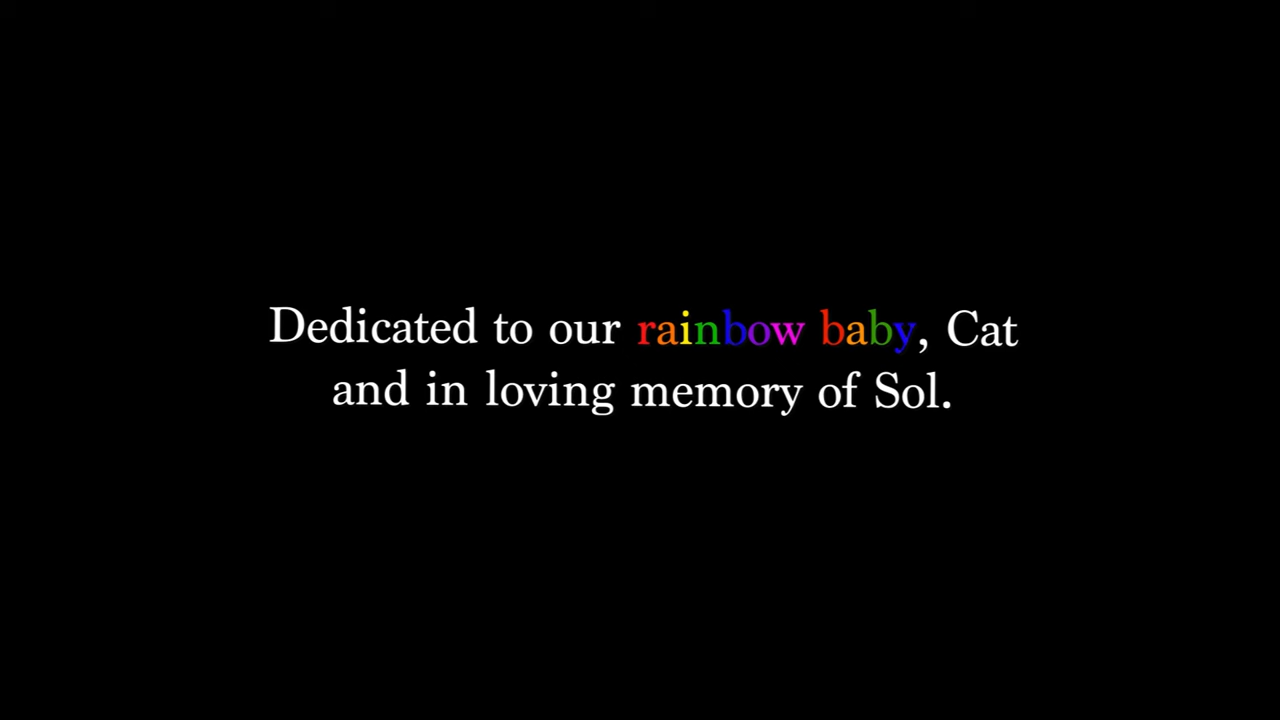 Dedicated to our rainbow baby, Cat
and in loving memory of Sol.